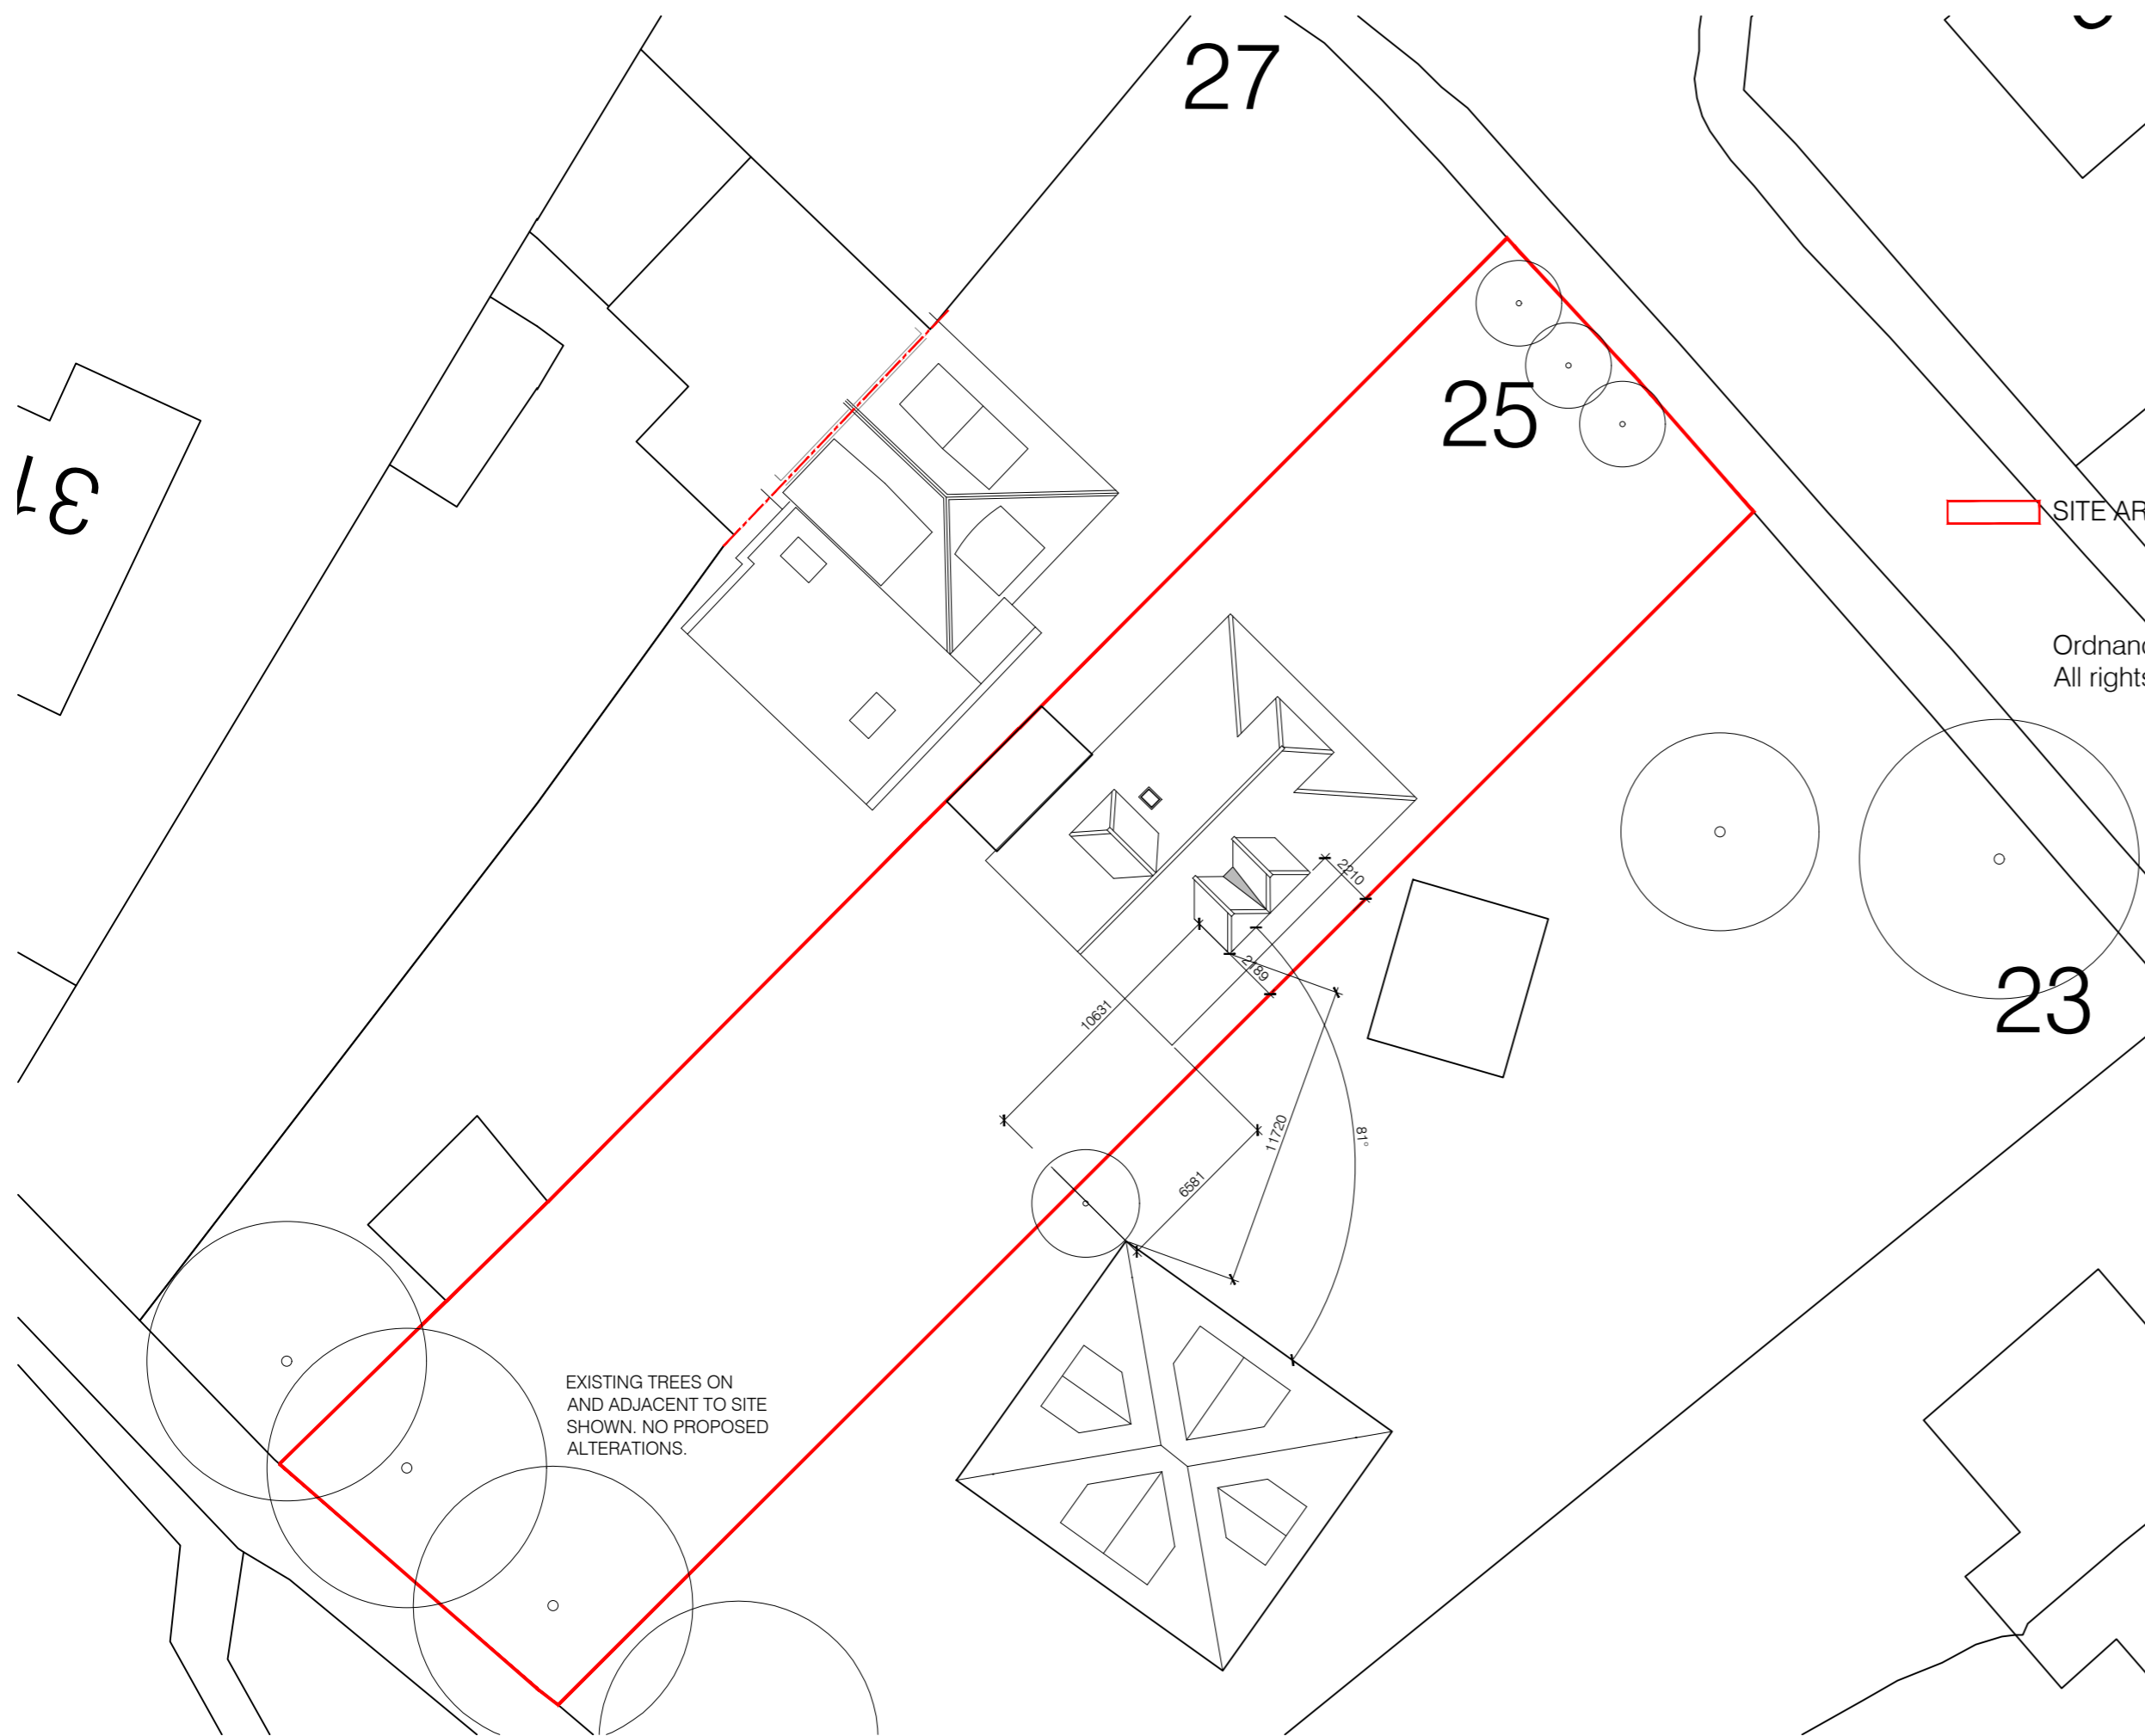 27
25
31
SITE AR
Ordnanc
All rights
2210
2189
10631
23
11720
81°
6581
EXISTING TREES ON
AND ADJACENT TO SITE
SHOWN. NO PROPOSED
ALTERATIONS.